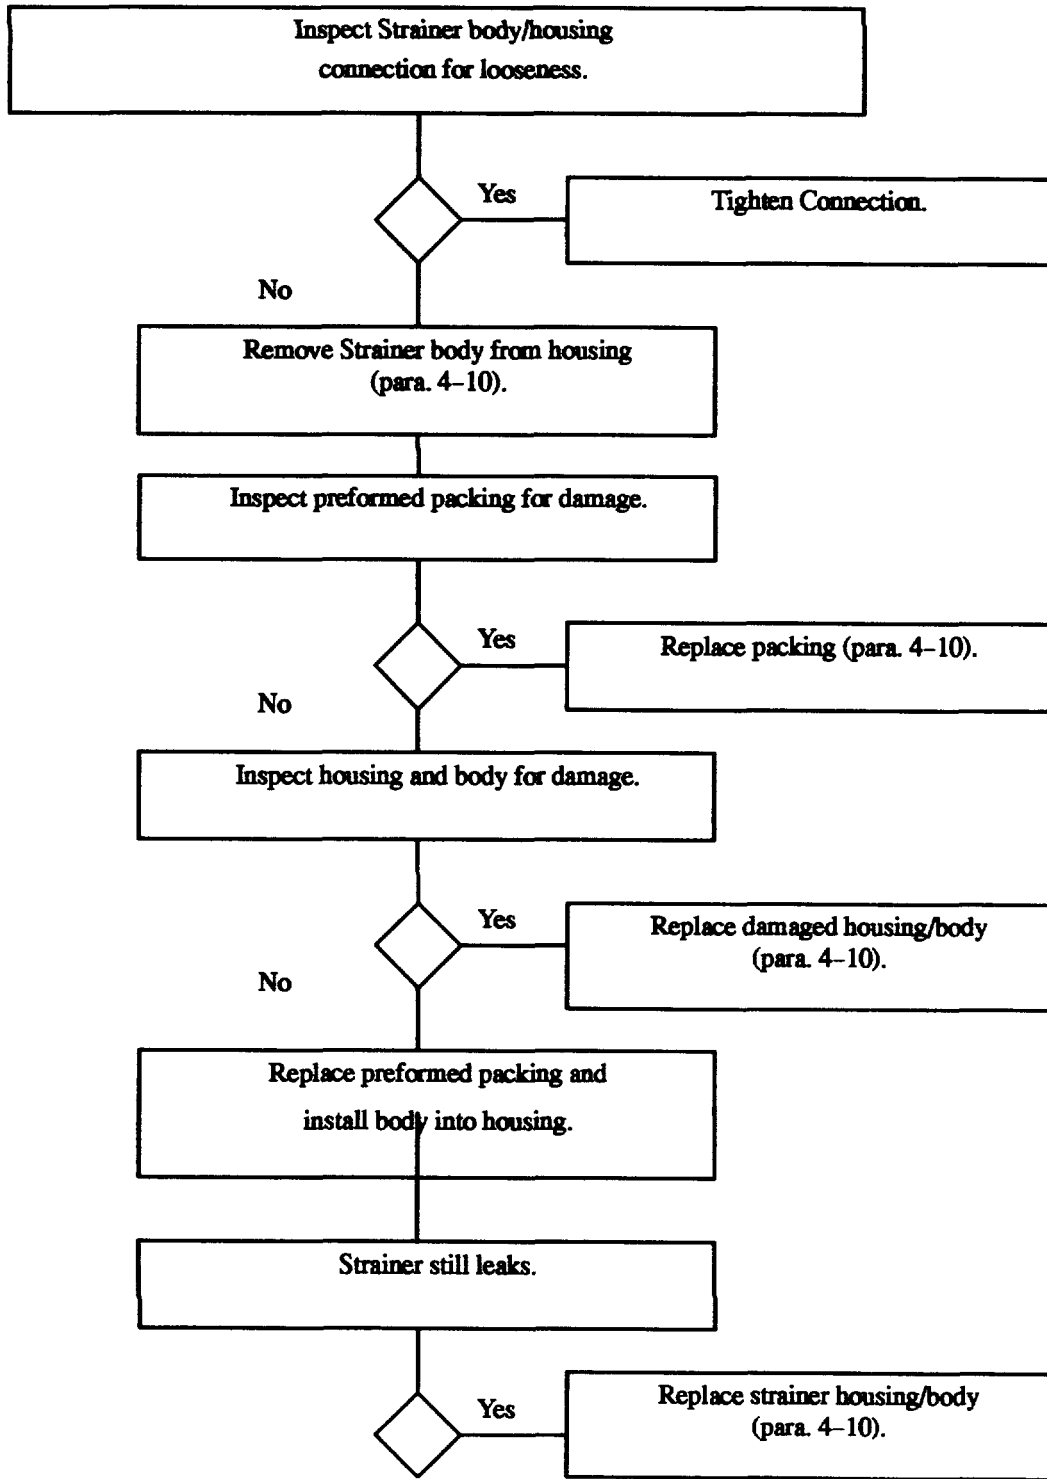 Inspect Strainer body/housing
connection for looseness.
Yes
Tighten Connection.
No
Remove Strainer body from housing
(para. 4–10).
Inspect preformed packing for damage.
Yes
Replace packing (para. 4–10).
No
Inspect housing and body for damage.
Yes
Replace damaged housing/body
(para. 4–10).
No
Replace preformed packing and
install body into housing.
Strainer still leaks.
Yes
Replace strainer housing/body
(para. 4–10).